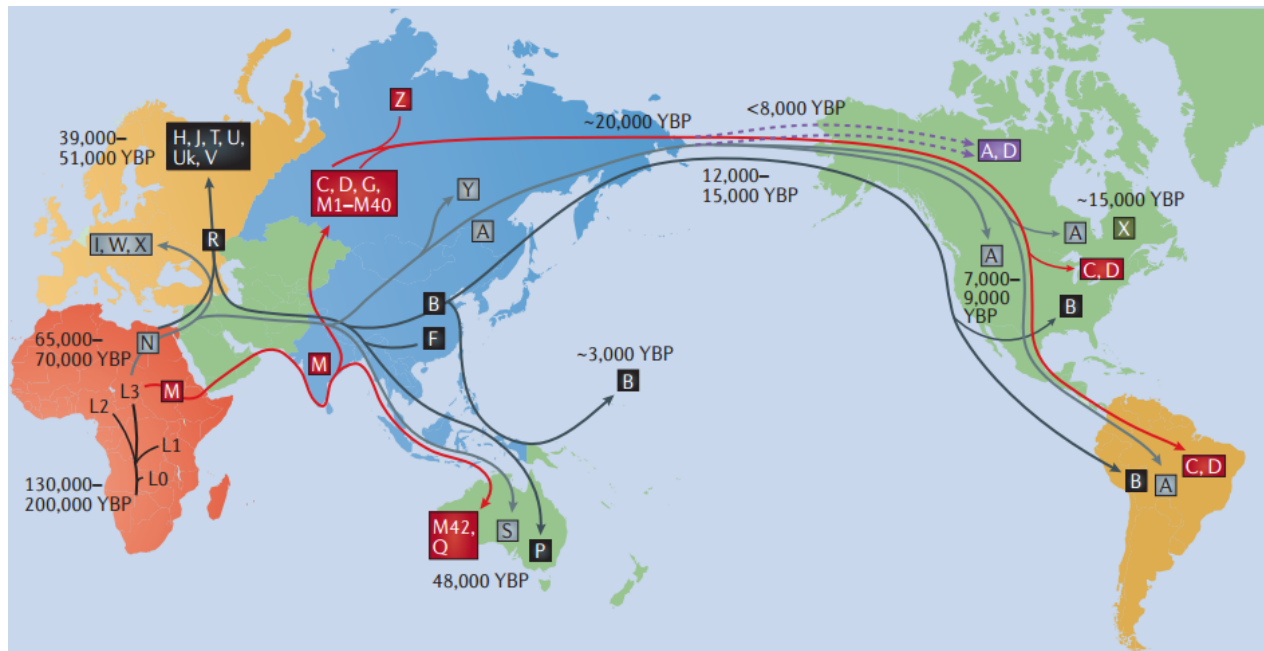 Z
39,000–
51,000 YBP
H, J, T, U,
Uk, V
~20,000 YBP
<8,000 YBP
A, D
C, D, G,
M1–M40
Y
12,000–
15,000 YBP
~15,000 YBP
I, W, X
R
A
A
X
A
C, D
7,000–
9,000
YBP
B
B
F
65,000–
70,000 YBP
N
M
M
~3,000 YBP
B
L3
L2
L1
L0
130,000–
200,000 YBP
C, D
B
A
M42,
Q
S
P
48,000 YBP